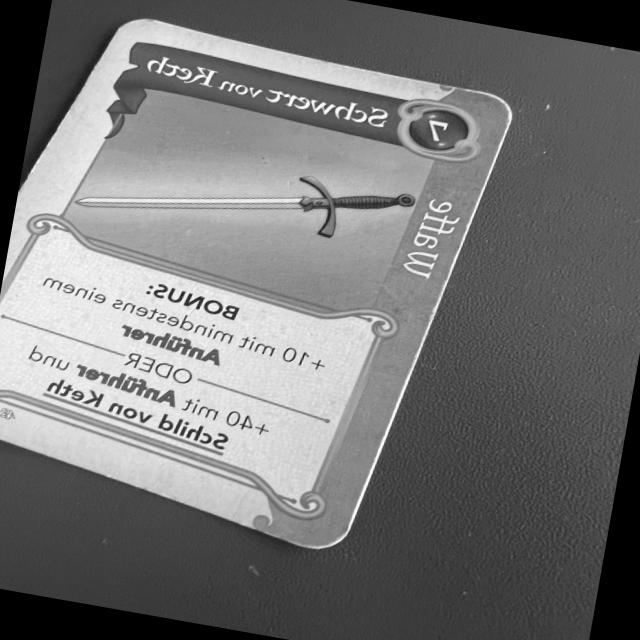 7
Schwert von Keth
Waffe
BONUS:
+10 mit mindestens einem
Anführer
ODER
+40 mit Anführer und
Schild von Keth